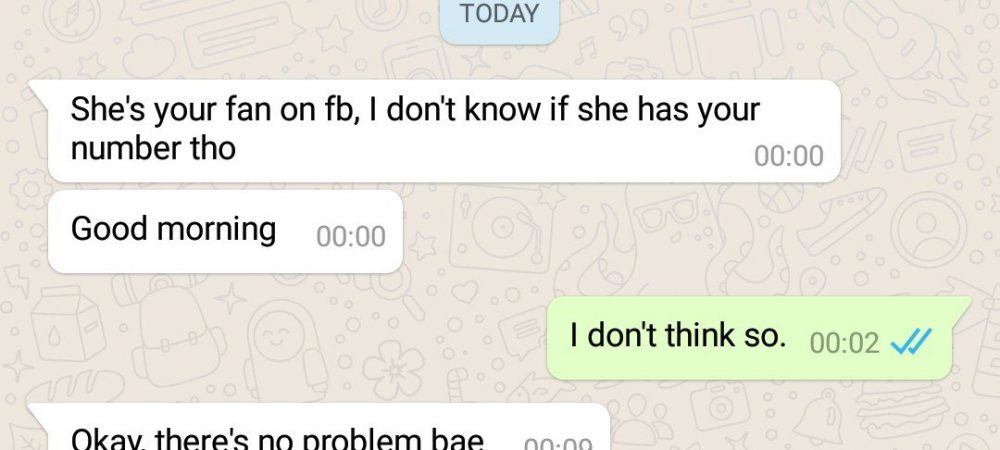 TODAY
She's your fan on fb, I don't know if she has your
number tho
00:00
Good morning 00:00
I don't think so. 00:02
Okay, there's no problem bae 00:09